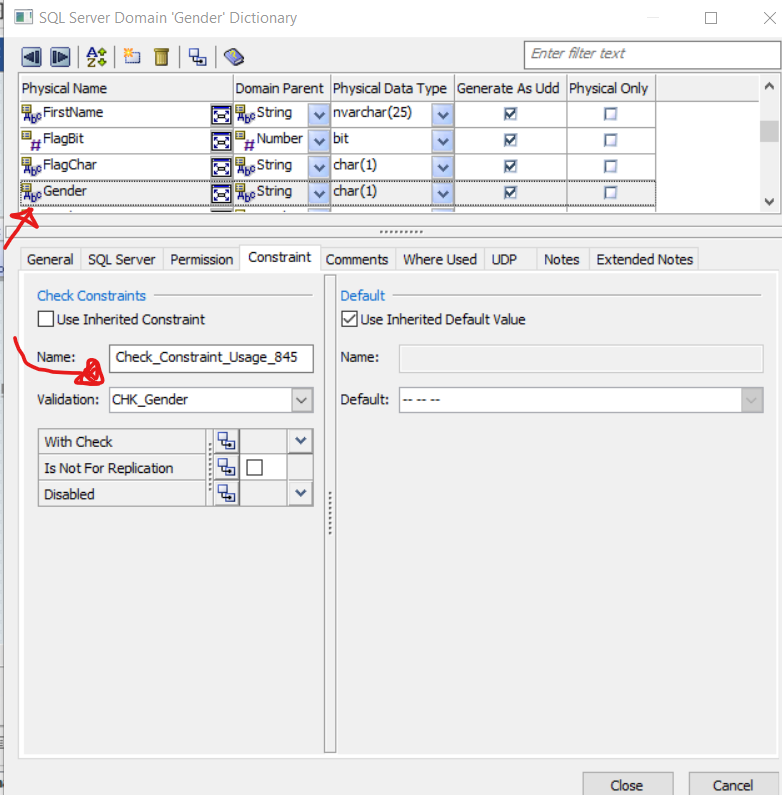 SQL Server Domain 'Gender' Dictionary
Enter filter text
Physical Name Domain Parent Physical Data Type Generate As Udd Physical Only
FirstName String nvarchar(25)
FlagBit Number bit
FlagChar String char(1)
Gender String char(1)
General SQL Server Permission Constraint Comments Where Used UDP Notes Extended Notes
Check Constraints Default
Use Inherited Constraint Use Inherited Default Value
Name: Check_Constraint_Usage_845 Name:
Validation: CHK_Gender Default: -- -- --
With Check
Is Not For Replication
Disabled
Close Cancel